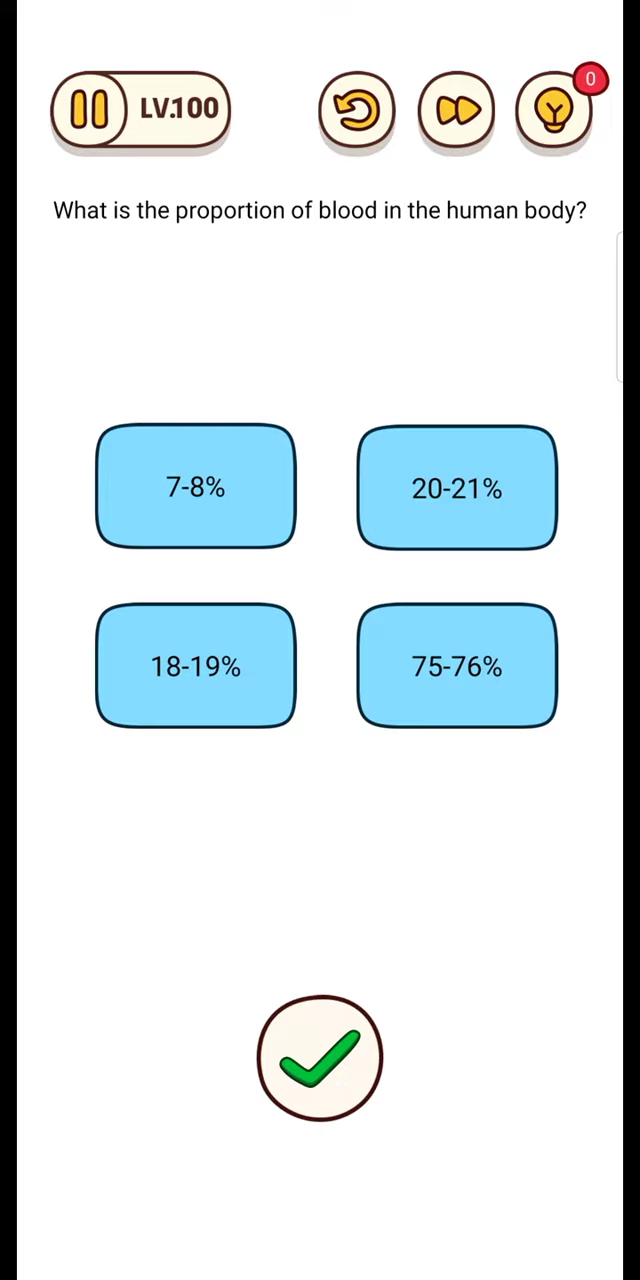 LV.100
0
What is the proportion of blood in the human body?
7-8%
20-21%
18-19%
75-76%